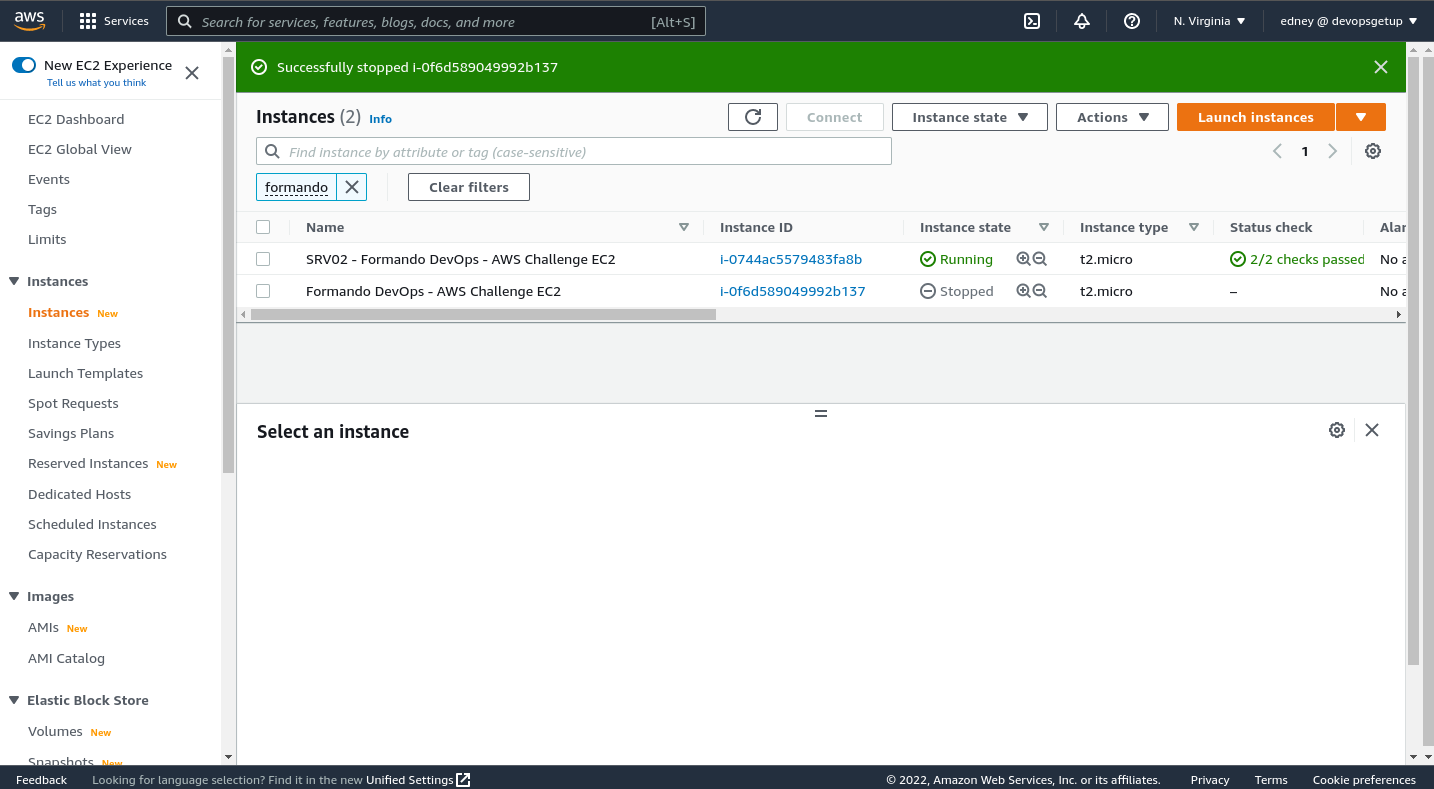 aws Services Search for services, features, blogs, docs, and more [Alt+S] N. Virginia edney @ devopsgetup
New EC2 Experience
Tell us what you think
EC2 Dashboard
EC2 Global View
Events
Tags
Limits
Instances
Instances New
Instance Types
Launch Templates
Spot Requests
Savings Plans
Reserved Instances New
Dedicated Hosts
Scheduled Instances
Capacity Reservations
Images
AMIs New
AMI Catalog
Elastic Block Store
Volumes New
Snapshots New
Successfully stopped i-0f6d589049992b137
Instances (2) Info Connect Instance state Actions Launch instances
Find instance by attribute or tag (case-sensitive) 1
formando Clear filters
Name Instance ID Instance state Instance type Status check Alar
SRV02 - Formando DevOps - AWS Challenge EC2 i-0744ac5579483fa8b Running t2.micro 2/2 checks passed No a
Formando DevOps - AWS Challenge EC2 i-0f6d589049992b137 Stopped t2.micro – No a
Select an instance
Feedback Looking for language selection? Find it in the new Unified Settings © 2022, Amazon Web Services, Inc. or its affiliates. Privacy Terms Cookie preferences